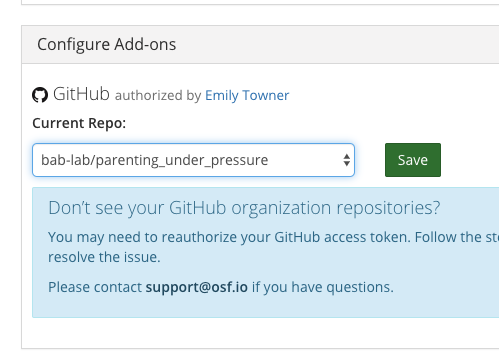 Configure Add-ons
GitHub authorized by Emily Towner
Current Repo:
bab-lab/parenting_under_pressure
Save
Don't see your GitHub organization repositories?
You may need to reauthorize your GitHub access token. Follow the
resolve the issue.
Please contact support@osf.io if you have questions.